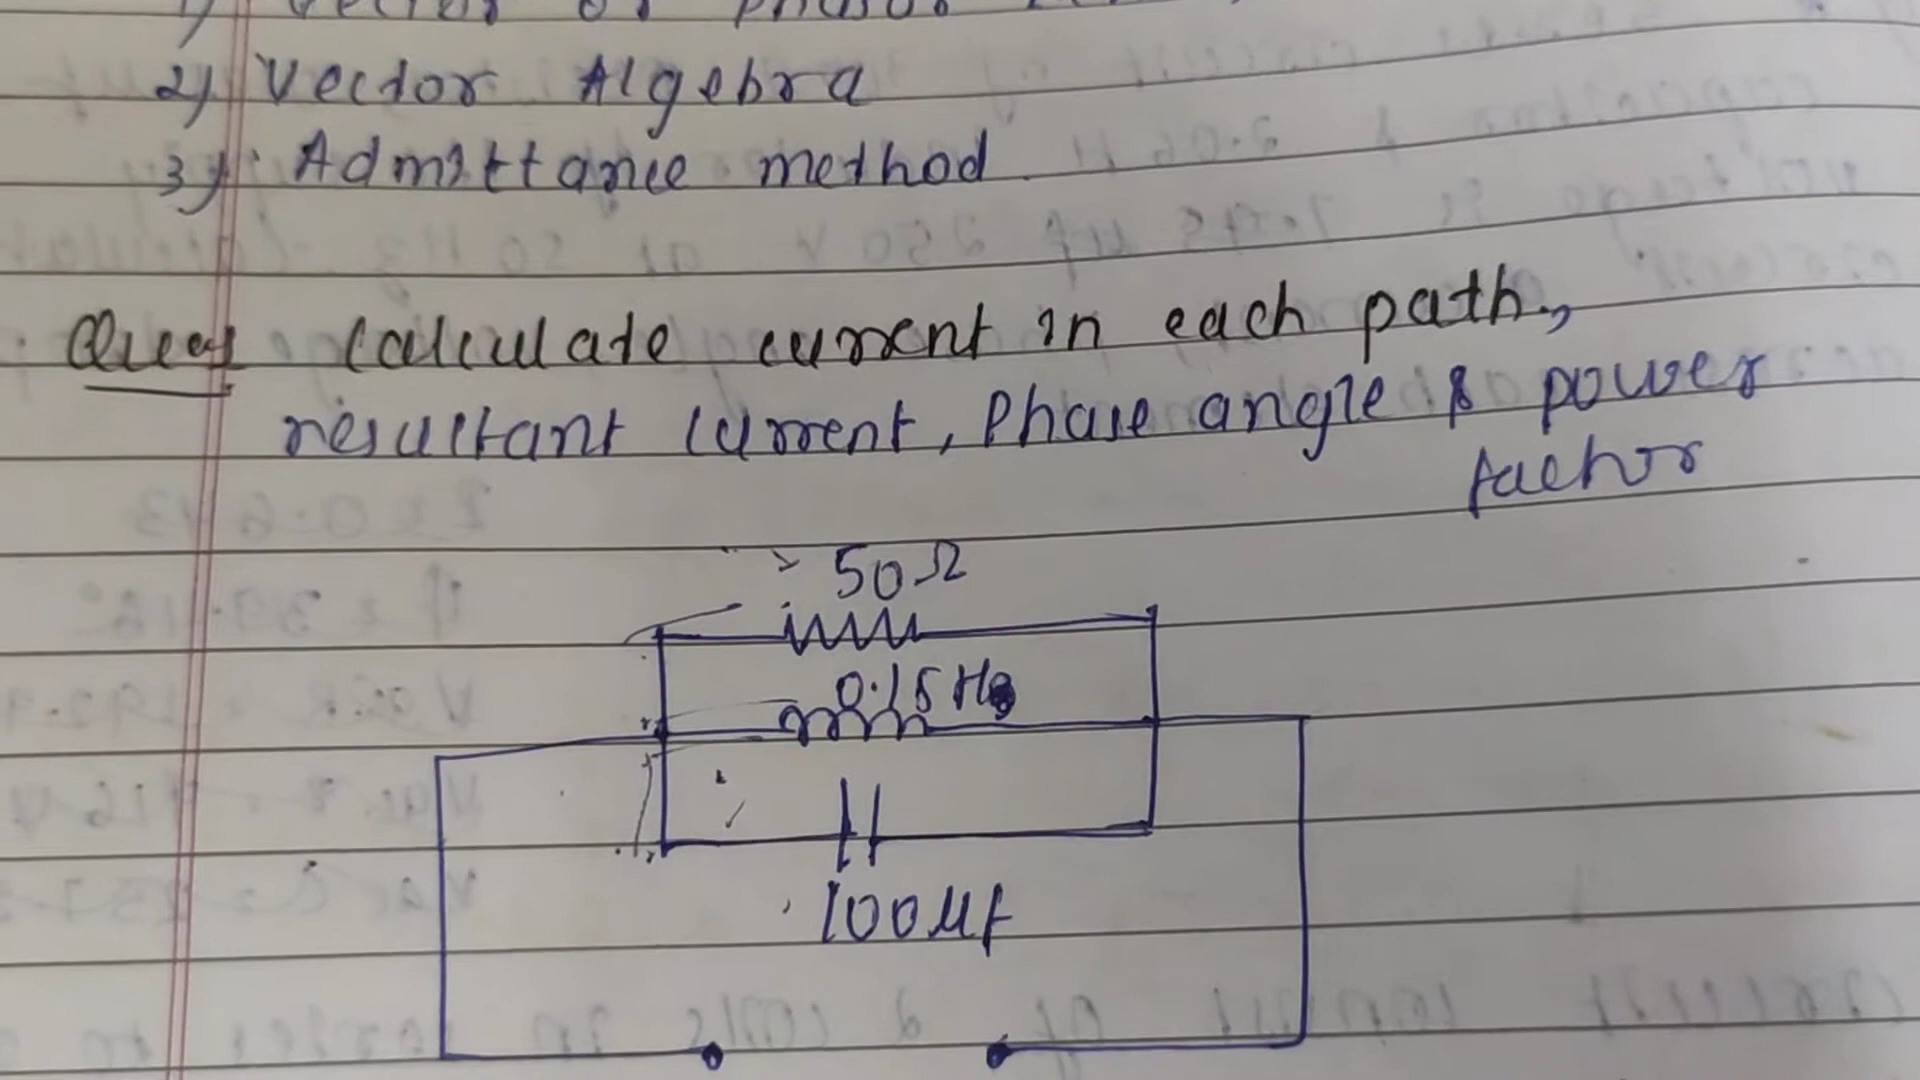 2) Vector Algebra
3) Admittance method
Ques Calculate current in each path,
resultant current, Phase angle & power
factor
50Ω
0.15 H
100μf